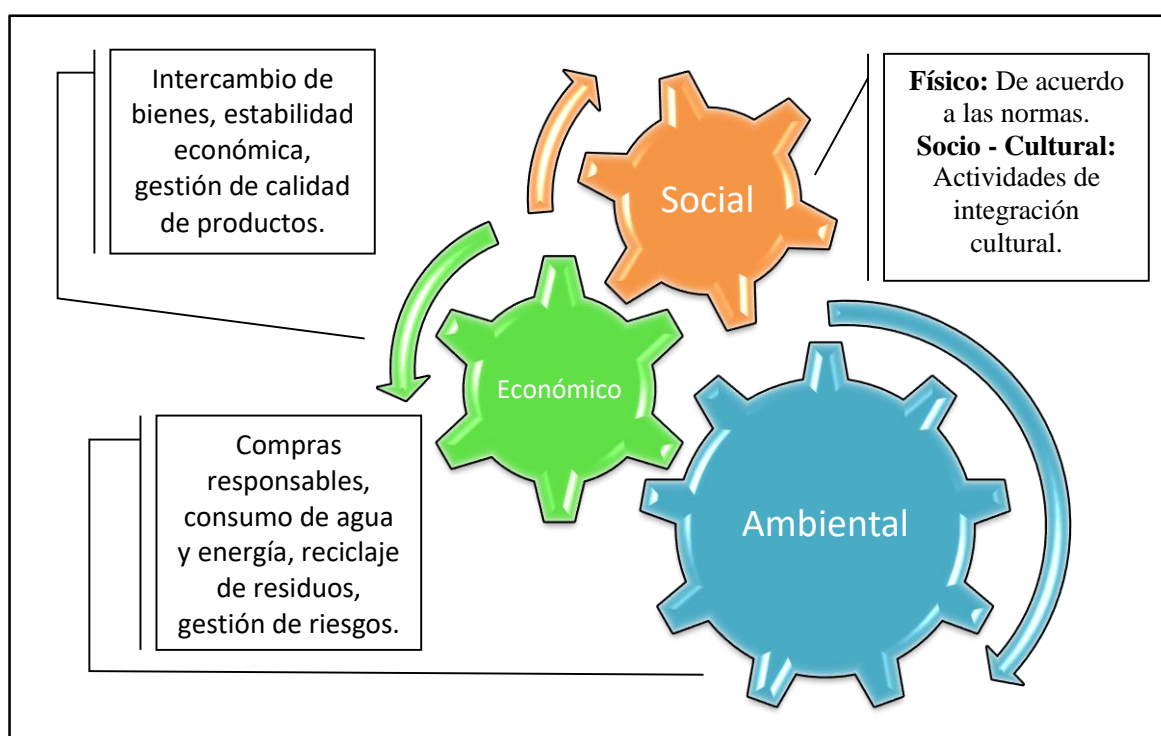 Intercambio de
bienes, estabilidad
económica,
gestión de calidad
de productos.
Social
Físico: De acuerdo
a las normas.
Socio - Cultural:
Actividades de
integración
cultural.
Económico
Compras
responsables,
consumo de agua
y energía, reciclaje
de residuos,
gestión de riesgos.
Ambiental